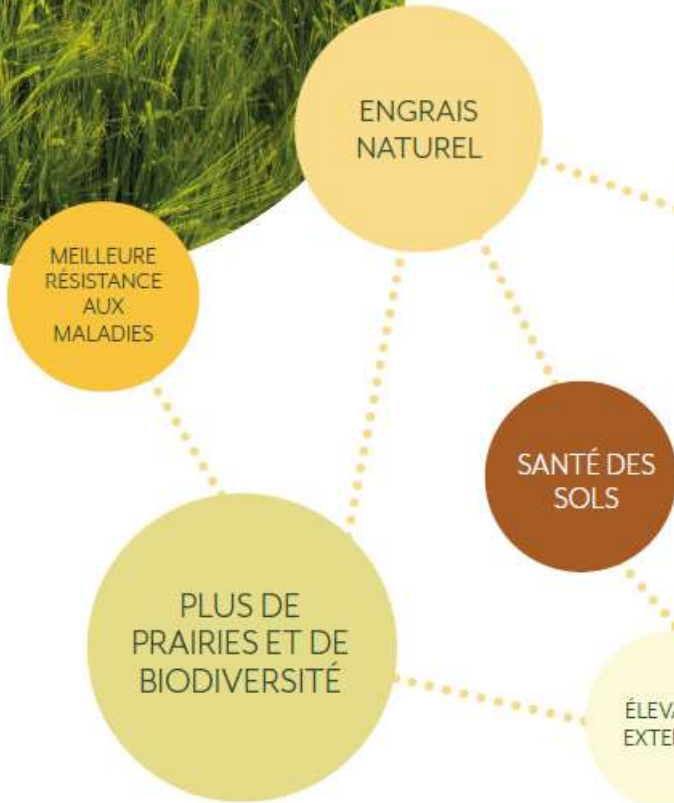 ENGRAIS
NATUREL
MEILLEURE
RÉSISTANCE
AUX
MALADIES
SANTÉ DES
SOLS
PLUS DE
PRAIRIES ET DE
BIODIVERSITÉ